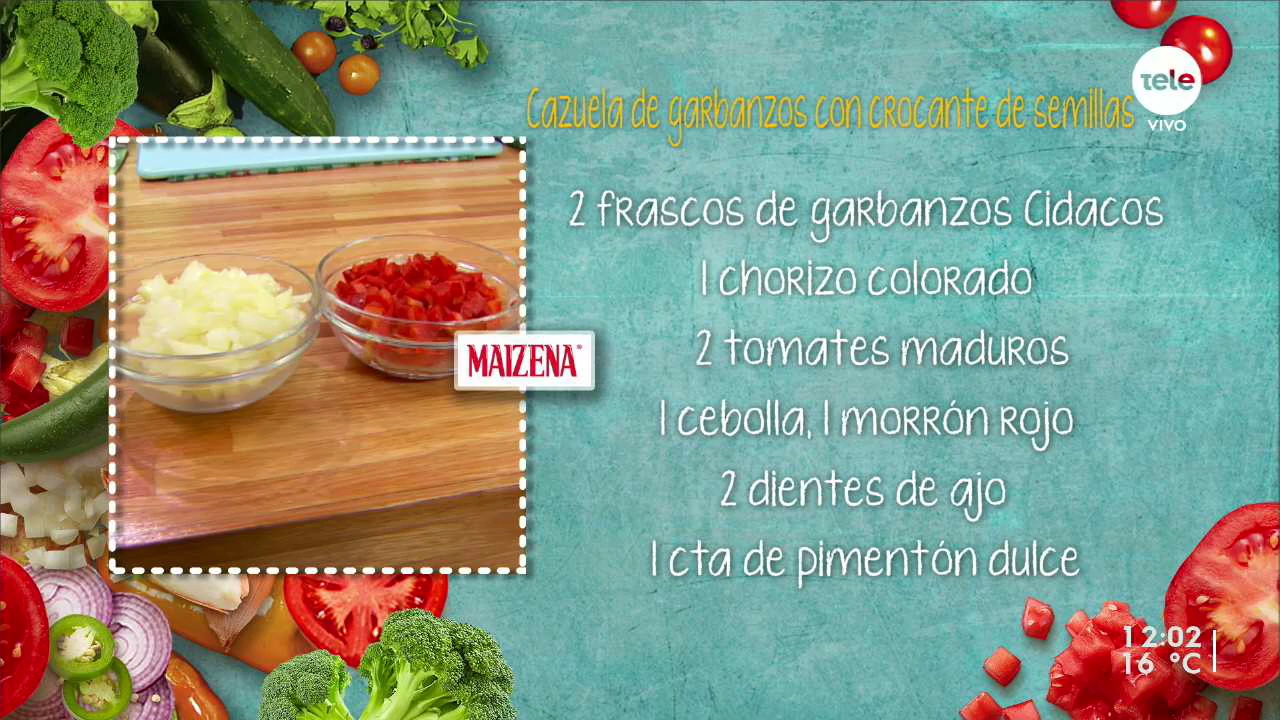 Cazuela de garbanzos con crocante de semillas
tele
VIVO
2 frascos de garbanzos Cidacos
1 chorizo colorado
2 tomates maduros
MAIZENA®
1 cebolla, 1 morrón rojo
2 dientes de ajo
1 cta de pimentón dulce
12:02
16 °C